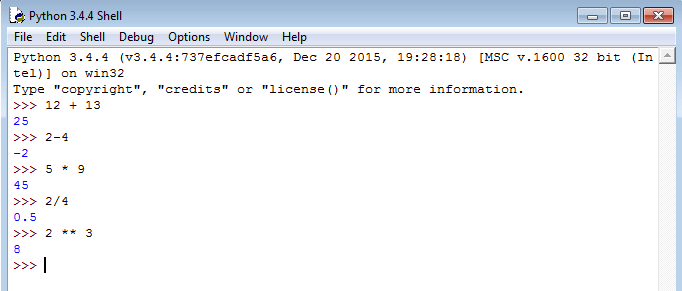 Python 3.4.4 Shell
File Edit Shell Debug Options Window Help
Python 3.4.4 (v3.4.4:737efcadf5a6, Dec 20 2015, 19:28:18) [MSC v.1600 32 bit (In
tel)] on win32
Type "copyright", "credits" or "license()" for more information.
>>> 12 + 13
25
>>> 2-4
-2
>>> 5 * 9
45
>>> 2/4
0.5
>>> 2 ** 3
8
>>>